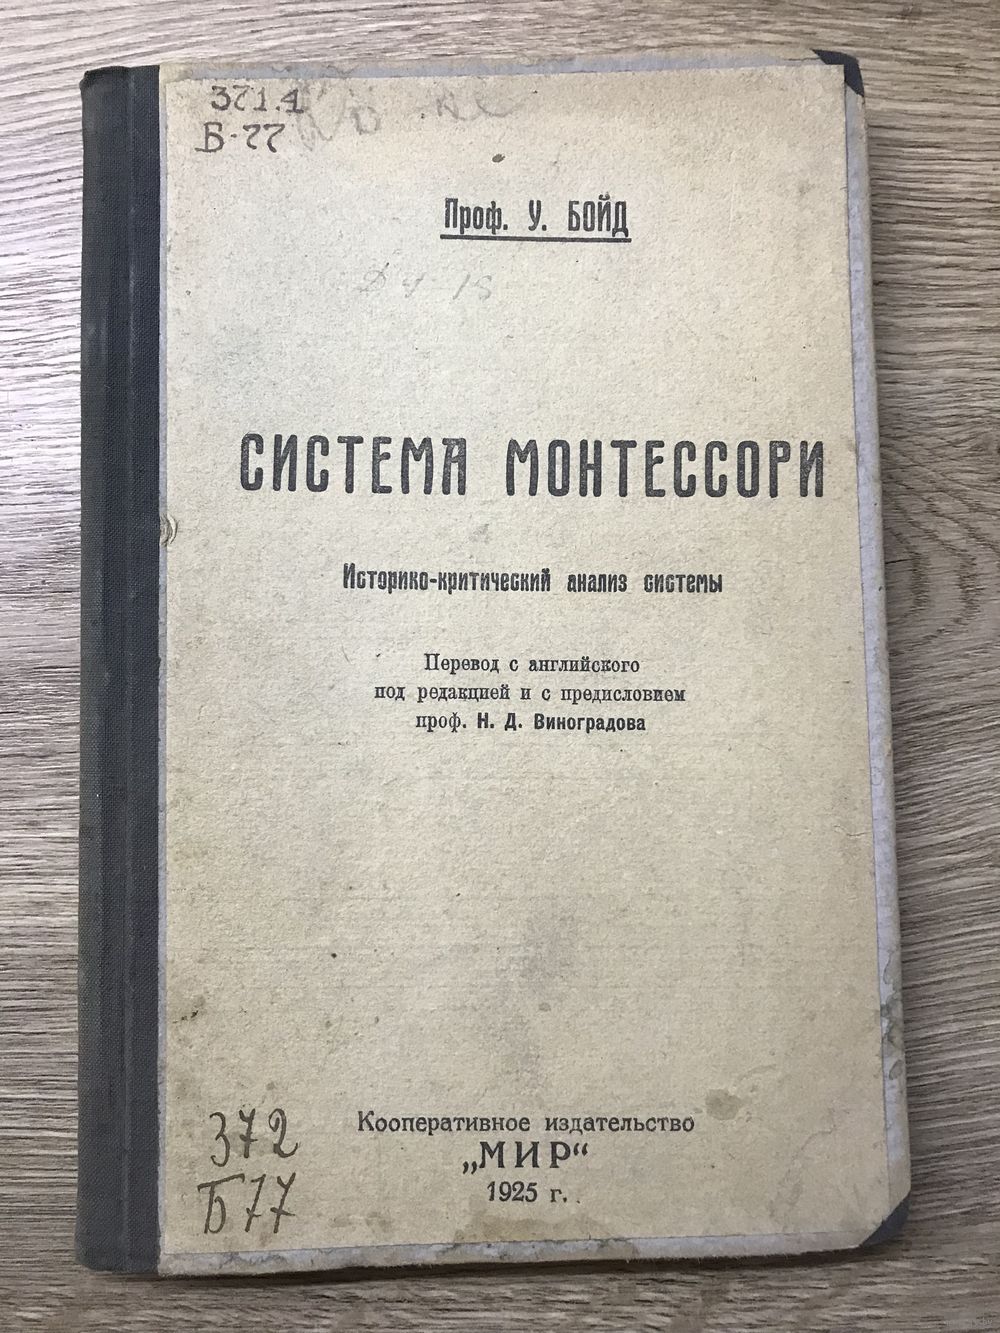 371.4
Б-77
Проф. У. БОЙД
СИСТЕМА МОНТЕССОРИ
Историко-критический анализ системы
Перевод с английского
под редакцией и с предисловием
проф. Н. Д. Виноградова
372
Б77
Кооперативное издательство
„МИР“
1925 г.